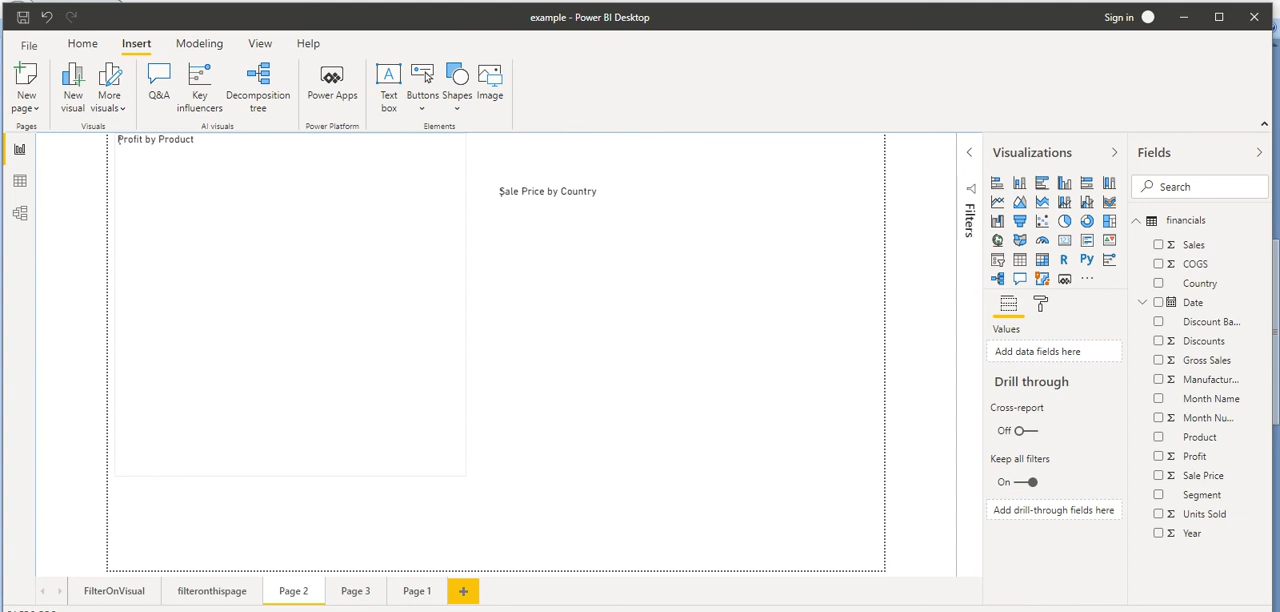 example - Power BI Desktop
Sign in
File
Home
Insert
Modeling
View
Help
New page
New visual
More visuals
Q&A
Key influencers
Decomposition tree
Power Apps
Text box
Buttons
Shapes
Image
Pages
Visuals
AI visuals
Power Platform
Elements
Profit by Product
Sale Price by Country
Filters
Visualizations
R
Py
Values
Add data fields here
Drill through
Cross-report
Off
Keep all filters
On
Add drill-through fields here
Fields
Search
financials
Sales
COGS
Country
Date
Discount Ba...
Discounts
Gross Sales
Manufactur...
Month Name
Month Nu...
Product
Profit
Sale Price
Segment
Units Sold
Year
FilterOnVisual
filteronthispage
Page 2
Page 3
Page 1